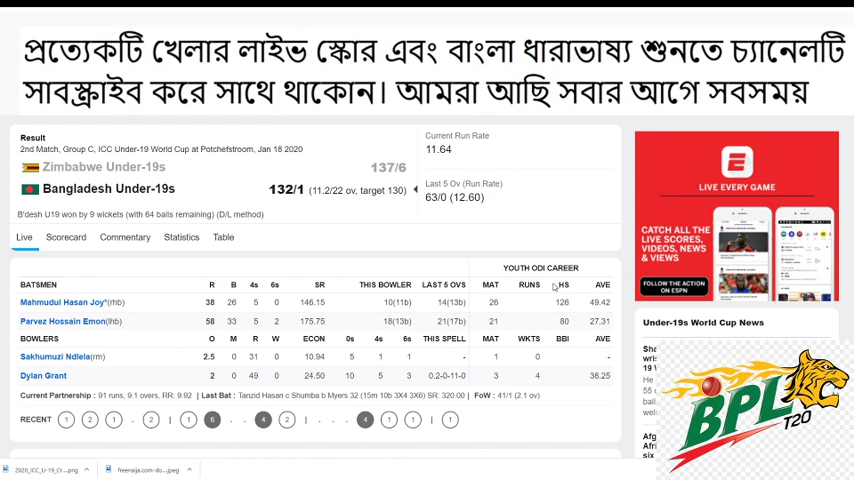 প্রত্যেকটি খেলার লাইভ স্কোর এবং বাংলা ধারাভাষ্য শুনতে চ্যানেলটি
সাবস্ক্রাইব করে সাথে থাকোন। আমরা আছি সবার আগে সবসময়
Result
2nd Match, Group C, ICC Under-19 World Cup at Potchefstroom, Jan 18 2020
Zimbabwe Under-19s 137/6
Bangladesh Under-19s 132/1 (11.2/22 ov, target 130)
B'desh U19 won by 9 wickets (with 64 balls remaining) (D/L method)
Current Run Rate
11.64
Last 5 Ov (Run Rate)
63/0 (12.60)
Live Scorecard Commentary Statistics Table
YOUTH ODI CAREER
BATSMEN R B 4s 6s SR THIS BOWLER LAST 5 OVS MAT RUNS HS AVE
Mahmudul Hasan Joy*(rhb) 38 26 5 0 146.15 10(11b) 14(13b) 26 126 49.42
Parvez Hossain Emon(lhb) 58 33 5 2 175.75 18(13b) 21(17b) 21 80 27.31
BOWLERS O M R W ECON 0s 4s 6s THIS SPELL MAT WKTS BBI AVE
Sakhumuzi Ndlela(rm) 2.5 0 31 0 10.94 5 1 1 - 1 0 -
Dylan Grant 2 0 49 0 24.50 10 5 3 0.2-0-11-0 3 4 38.25
Current Partnership : 91 runs, 9.1 overs, RR: 9.92 | Last Bat : Tanzid Hasan c Shumba b Myers 32 (15m 10b 3X4 3X6) SR: 320.00 | FoW : 41/1 (2.1 ov)
RECENT 1 2 1 . 2 | 1 6 . . 4 2 | . . . 4 1 1 | 1
E
LIVE EVERY GAME
CATCH ALL THE LIVE SCORES, VIDEOS, NEWS & VIEWS
FOLLOW THE ACTION ON ESPN
Under-19s World Cup News
Sha
wris
19 W
He
55 c
ball
well
Afg
Afri
six
BPL
T20
2020_ICC_U-19_Cr....png
freenaija.com-do....jpeg